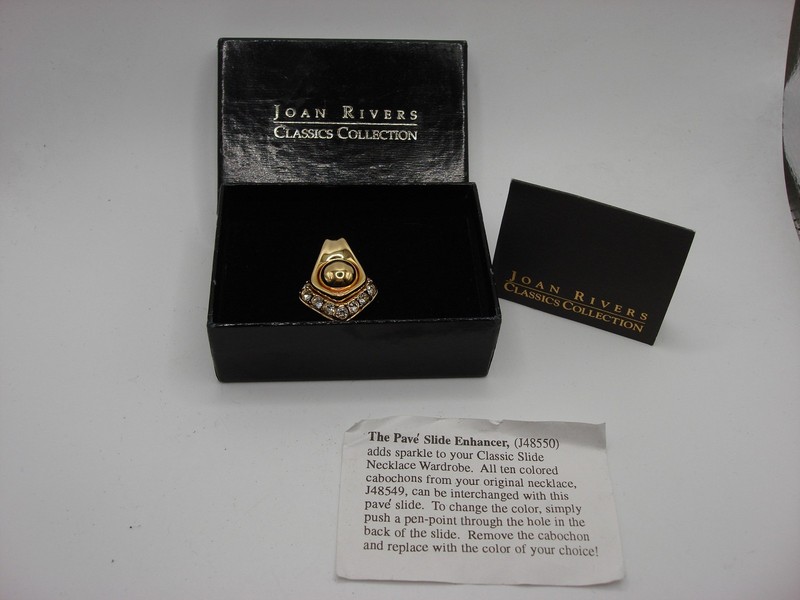 JOAN RIVERS
CLASSICS COLLECTION
JOAN RIVERS
CLASSICS COLLECTION
The Pavé Slide Enhancer, (J48550)
adds sparkle to your Classic Slide
Necklace Wardrobe. All ten colored
cabochons from your original necklace,
J48549, can be interchanged with this
pavé slide. To change the color, simply
push a pen-point through the hole in the
back of the slide. Remove the cabochon
and replace with the color of your choice!